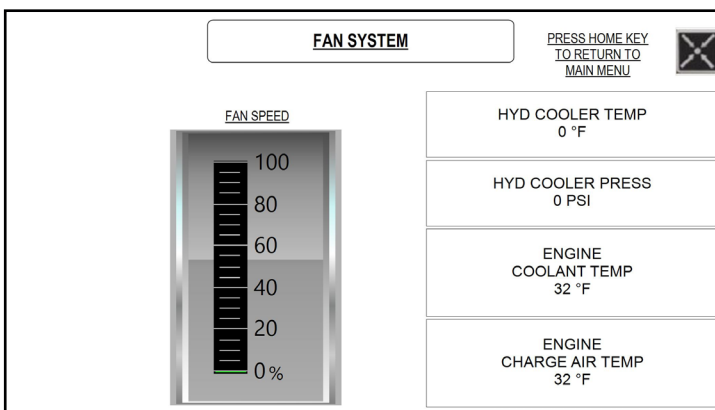 FAN SYSTEM
PRESS HOME KEY
TO RETURN TO
MAIN MENU
FAN SPEED
100
80
60
40
20
0 %
HYD COOLER TEMP
0 °F
HYD COOLER PRESS
0 PSI
ENGINE
COOLANT TEMP
32 °F
ENGINE
CHARGE AIR TEMP
32 °F